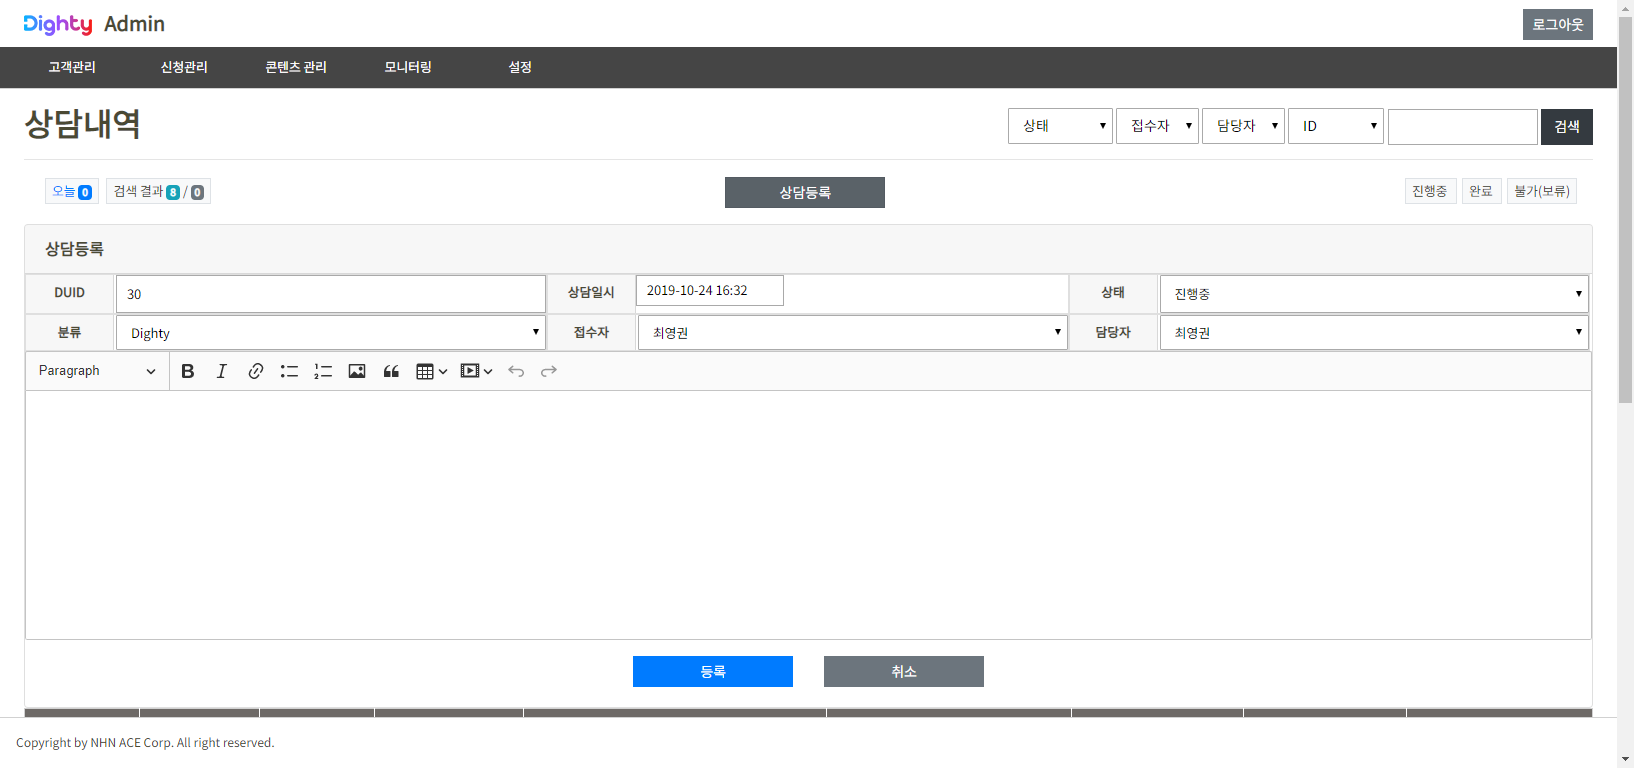 Dighty Admin 로그아웃
고객관리 신청관리 콘텐츠 관리 모니터링 설정
상담내역 상태 접수자 담당자 ID 검색
오늘 0 검색 결과 8 / 0 상담등록 진행중 완료 불가(보류)
상담등록
DUID 30 상담일시 2019-10-24 16:32 상태 진행중
분류 Dighty 접수자 최영권 담당자 최영권
Paragraph
등록 취소
Copyright by NHN ACE Corp. All right reserved.